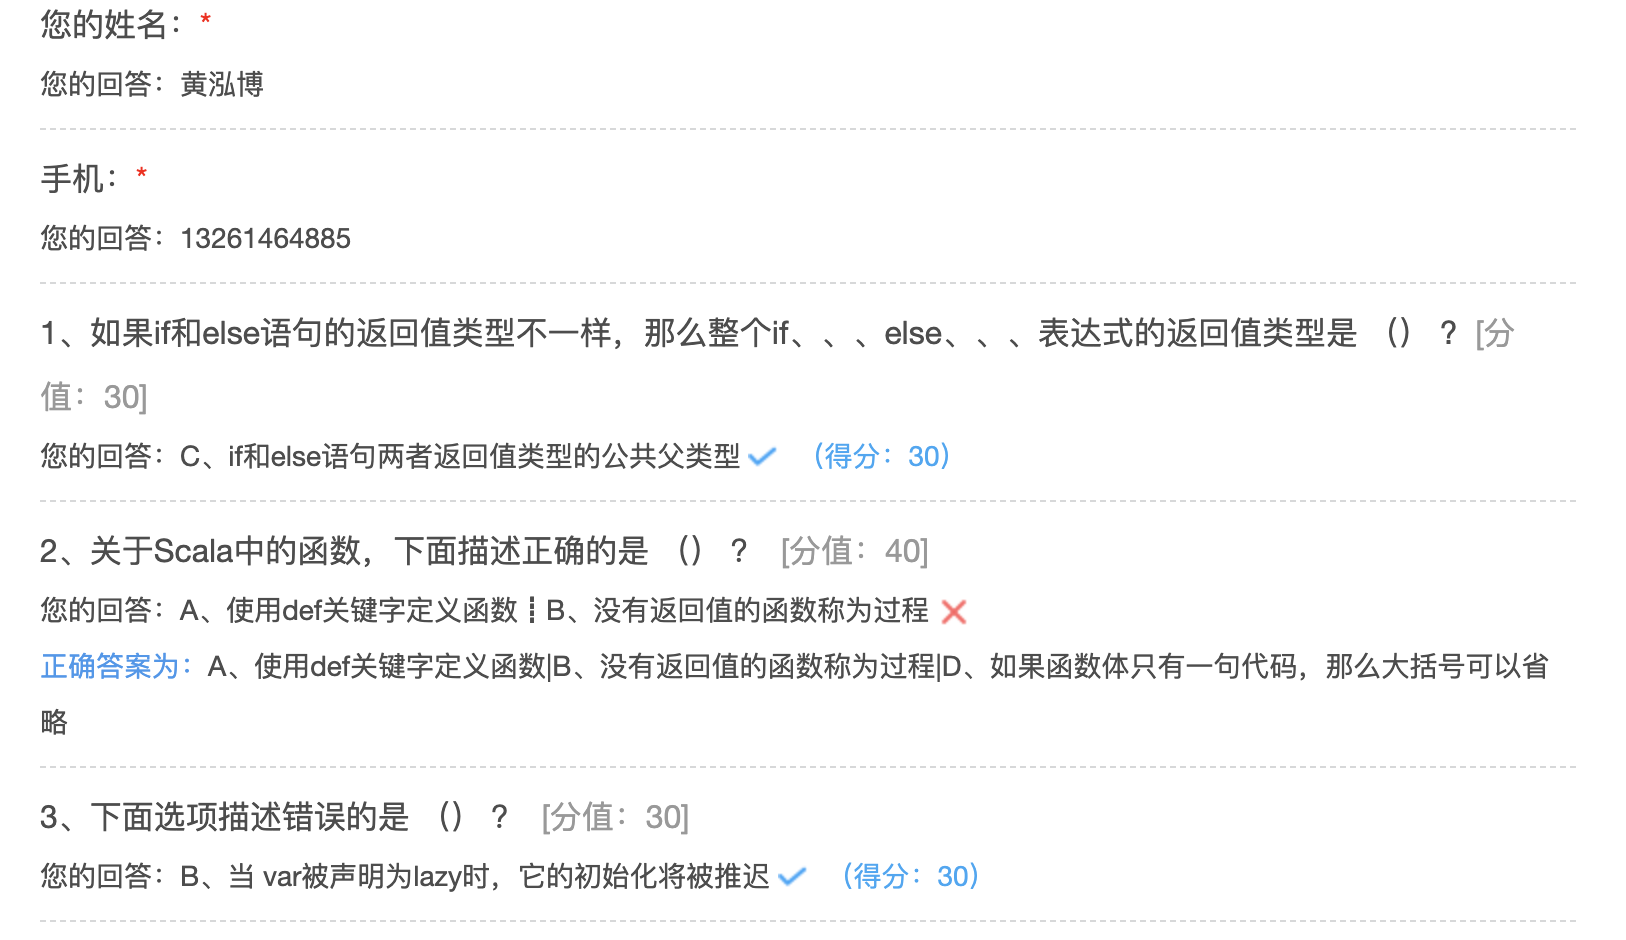 您的姓名：*
您的回答：黄泓博
手机：*
您的回答：13261464885
1、如果if和else语句的返回值类型不一样，那么整个if、、、else、、、表达式的返回值类型是 （） ？[分
值：30]
您的回答：C、if和else语句两者返回值类型的公共父类型 （得分：30）
2、关于Scala中的函数，下面描述正确的是 （） ？ [分值：40]
您的回答：A、使用def关键字定义函数┋B、没有返回值的函数称为过程
正确答案为：A、使用def关键字定义函数|B、没有返回值的函数称为过程|D、如果函数体只有一句代码，那么大括号可以省
略
3、下面选项描述错误的是 （） ？ [分值：30]
您的回答：B、当 var被声明为lazy时，它的初始化将被推迟 （得分：30）